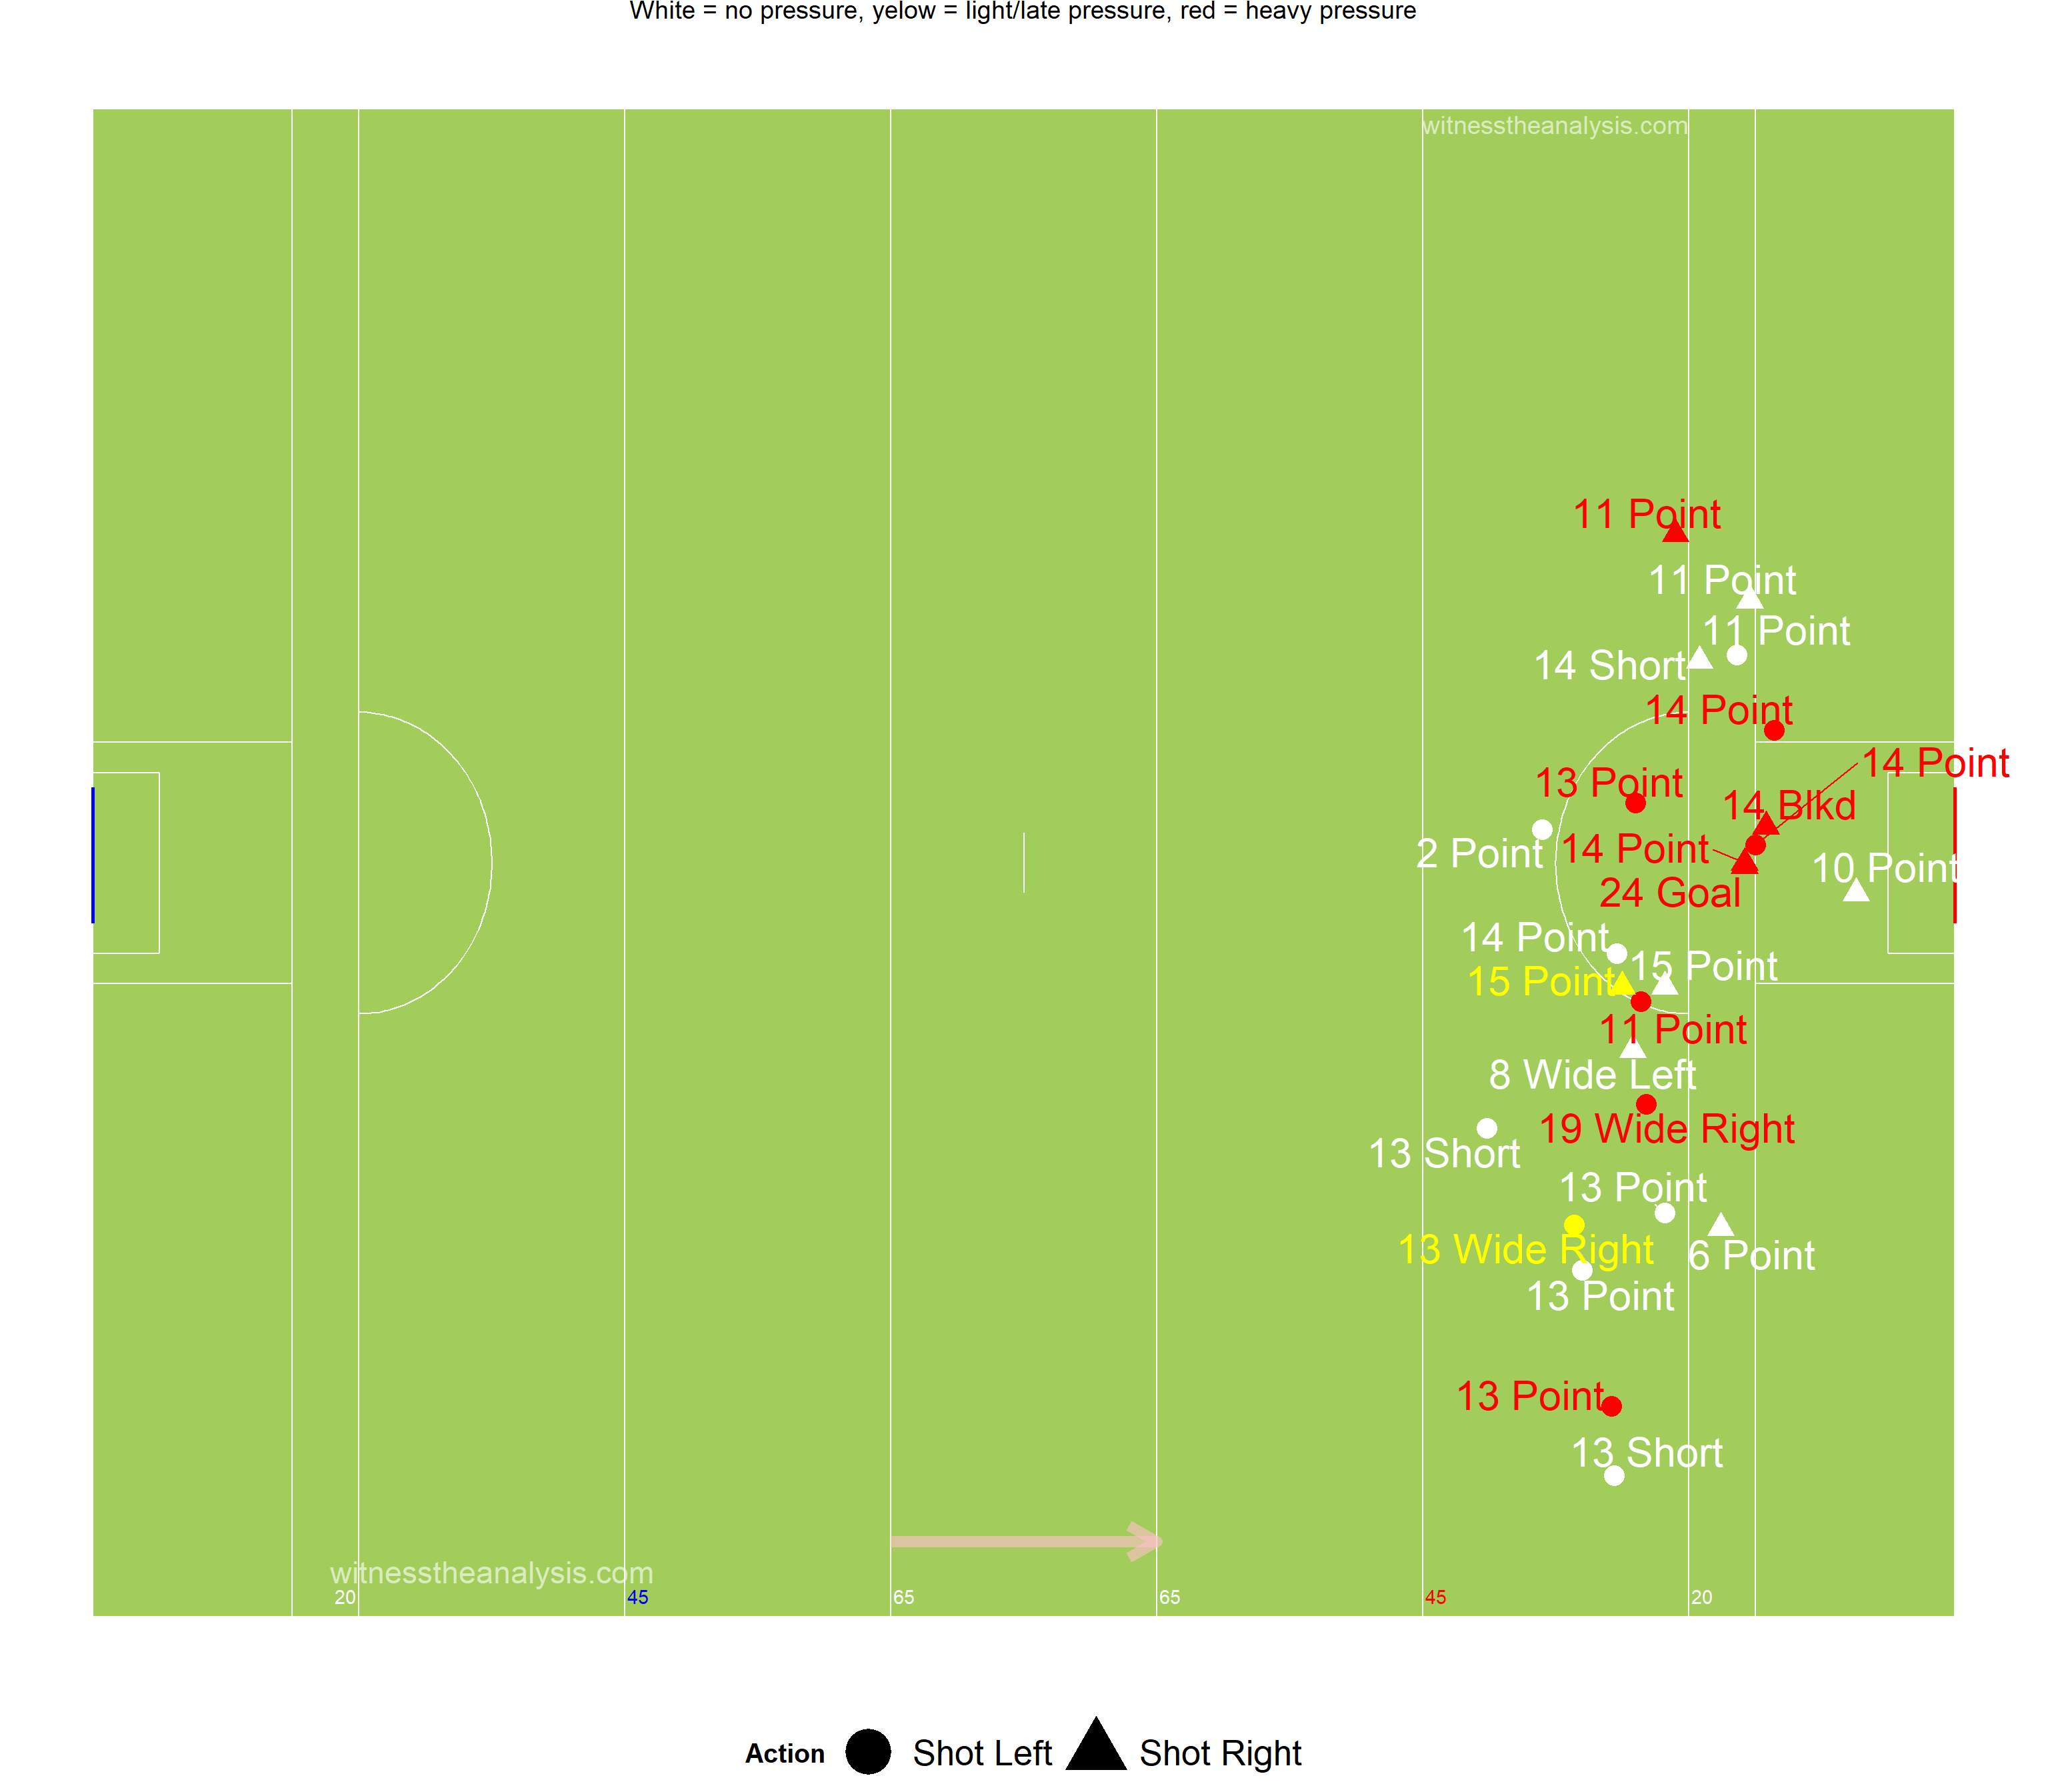 White = no pressure, yelow = light/late pressure, red = heavy pressure
witnesstheanalysis.com
11 Point
11 Point
11 Point
14 Short
14 Point
14 Point
13 Point
14 Blkd
2 Point
14 Point
10 Point
24 Goal
14 Point
15 Point
15 Point
11 Point
8 Wide Left
19 Wide Right
13 Short
13 Point
13 Wide Right
6 Point
13 Point
13 Point
13 Short
witnesstheanalysis.com
20
45
65
65
45
20
Action Shot Left Shot Right